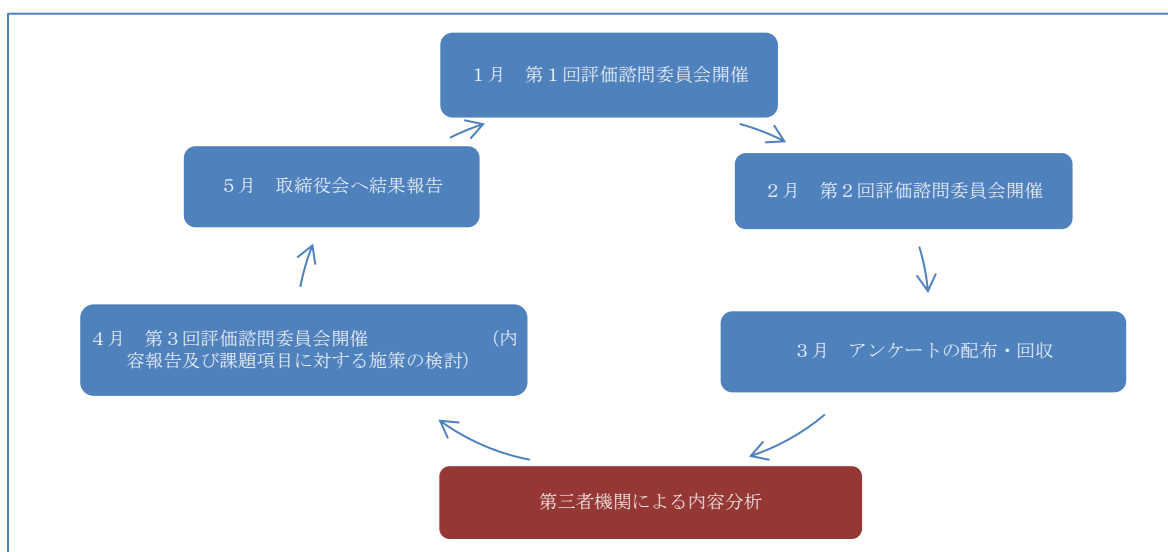 1月　第1回評価諮問委員会開催
2月　第2回評価諮問委員会開催
3月　アンケートの配布・回収
第三者機関による内容分析
4月　第3回評価諮問委員会開催　　　　　　（内
容報告及び課題項目に対する施策の検討）
5月　取締役会へ結果報告